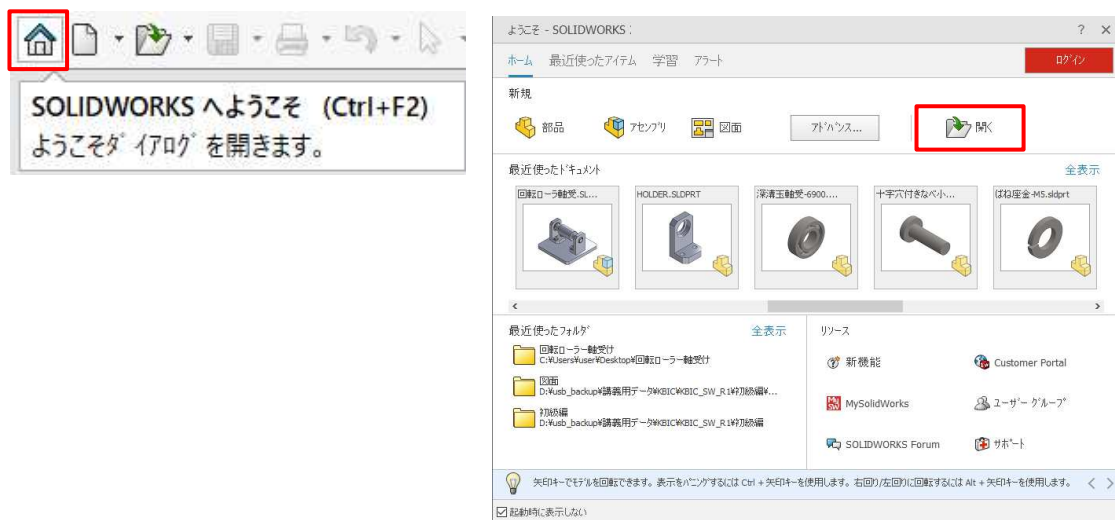 SOLIDWORKS へようこそ (Ctrl+F2)
ようこそﾀﾞｲｱﾛｸﾞを開きます。
ようこそ - SOLIDWORKS
ホーム 最近使ったアイテム 学習 アラート ログイン
新規
部品 ｱｾﾝﾌﾞﾘ 図面 ｱﾄﾞﾊﾞﾝｽ... 開く
最近使ったﾄﾞｷｭﾒﾝﾄ 全表示
回転ローラ軸受.SL... HOLDER.SLDPRT 深溝玉軸受-6900.... 十字穴付きなべ小... ばね座金-M5.sldprt
最近使ったﾌｫﾙﾀﾞ 全表示 ﾘｿｰｽ
回転ローラー軸受け
C:¥Users¥user¥Desktop¥回転ローラー軸受け
図面
D:¥usb_backup¥講義用データ¥KBIC¥KBIC_SW_R1¥初級編¥...
初級編
D:¥usb_backup¥講義用データ¥KBIC¥KBIC_SW_R1¥初級編
新機能 Customer Portal
MySolidWorks ﾕｰｻﾞｰ ｸﾞﾙｰﾌﾟ
SOLIDWORKS Forum ｻﾎﾟｰﾄ
矢印ｷｰでﾓﾃﾞﾙを回転できます。表示をﾊﾟﾆﾝｸﾞするには Ctrl + 矢印ｷｰを使用します。右回り/左回りに回転するには Alt + 矢印ｷｰを使用します。
起動時に表示しない